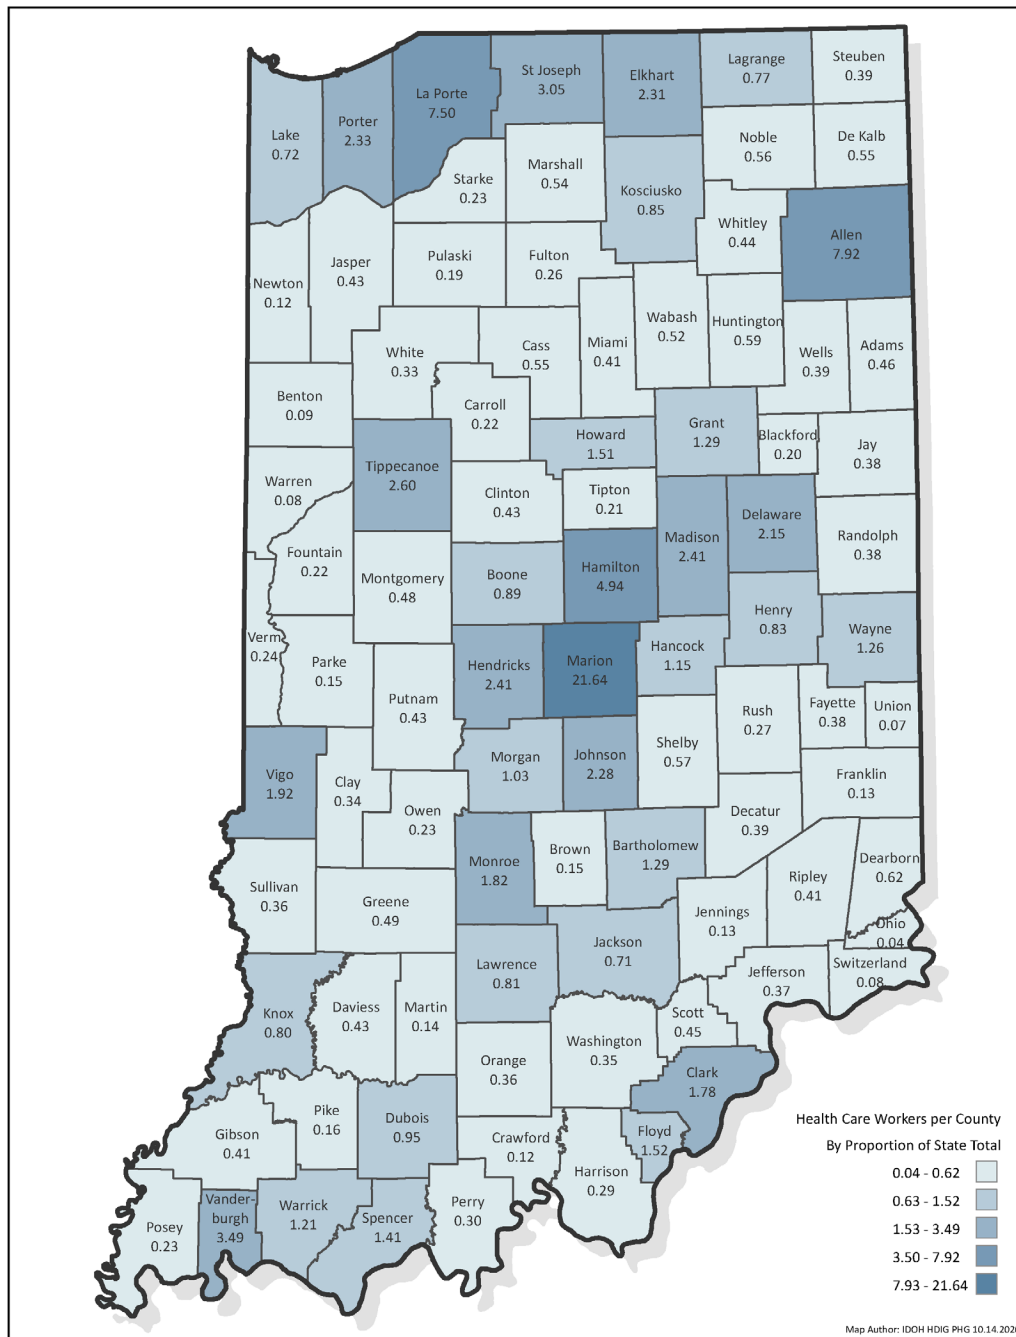 Lake
0.72
Porter
2.33
La Porte
7.50
St Joseph
3.05
Elkhart
2.31
Lagrange
0.77
Steuben
0.39
Noble
0.56
De Kalb
0.55
Starke
0.23
Marshall
0.54
Kosciusko
0.85
Whitley
0.44
Allen
7.92
Newton
0.12
Jasper
0.43
Pulaski
0.19
Fulton
0.26
Wabash
0.52
Huntington
0.59
Miami
0.41
Cass
0.55
White
0.33
Wells
0.39
Adams
0.46
Benton
0.09
Carroll
0.22
Howard
1.51
Grant
1.29
Blackford
0.20
Jay
0.38
Warren
0.08
Tippecanoe
2.60
Clinton
0.43
Tipton
0.21
Madison
2.41
Delaware
2.15
Randolph
0.38
Fountain
0.22
Montgomery
0.48
Boone
0.89
Hamilton
4.94
Henry
0.83
Wayne
1.26
Verm
0.24
Parke
0.15
Putnam
0.43
Hendricks
2.41
Marion
21.64
Hancock
1.15
Rush
0.27
Fayette
0.38
Union
0.07
Vigo
1.92
Clay
0.34
Owen
0.23
Morgan
1.03
Johnson
2.28
Shelby
0.57
Decatur
0.39
Franklin
0.13
Sullivan
0.36
Greene
0.49
Monroe
1.82
Brown
0.15
Bartholomew
1.29
Jennings
0.13
Ripley
0.41
Dearborn
0.62
Ohio
0.04
Switzerland
0.08
Jefferson
0.37
Jackson
0.71
Lawrence
0.81
Knox
0.80
Daviess
0.43
Martin
0.14
Orange
0.36
Washington
0.35
Scott
0.45
Clark
1.78
Floyd
1.52
Harrison
0.29
Crawford
0.12
Dubois
0.95
Pike
0.16
Gibson
0.41
Posey
0.23
Vander-
burgh
3.49
Warrick
1.21
Spencer
1.41
Perry
0.30
Health Care Workers per County
By Proportion of State Total
0.04 - 0.62
0.63 - 1.52
1.53 - 3.49
3.50 - 7.92
7.93 - 21.64
Map Author: IDOH HDIG PHG 10.14.2020